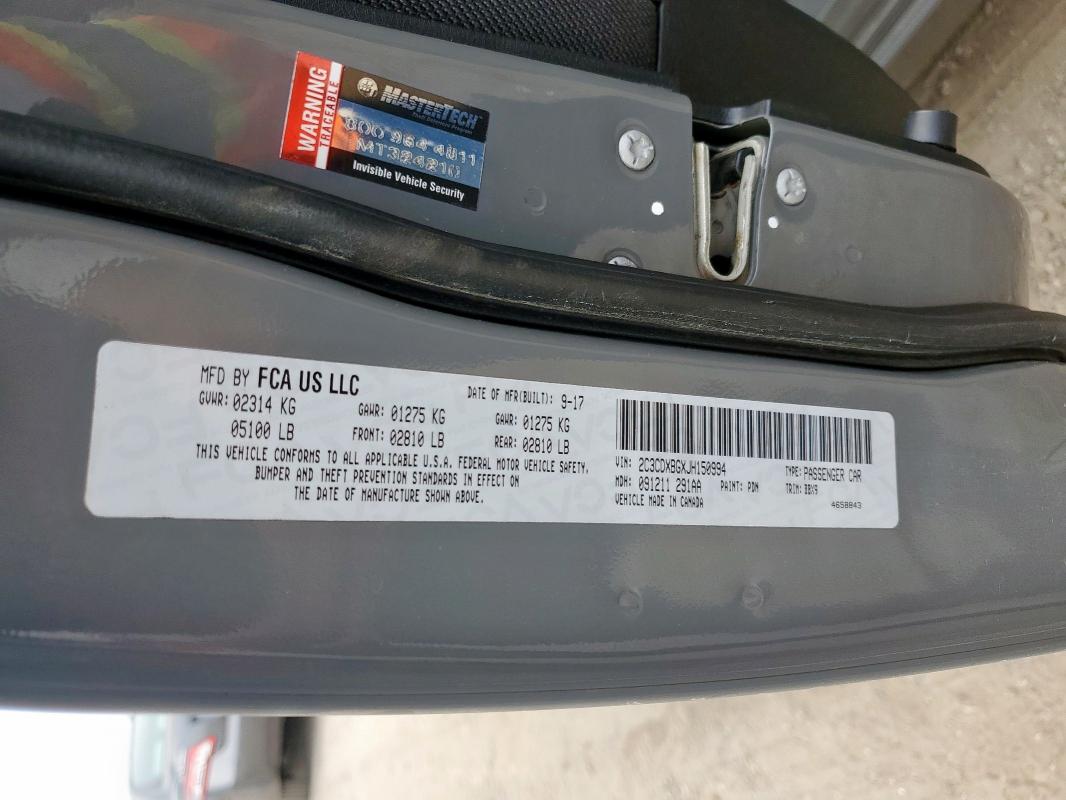 WARNING
TRACEABLE
MASTERTECH
800 964 4811
MT324210
Invisible Vehicle Security
MFD BY FCA US LLC
DATE OF MFR(BUILT): 9-17
GVWR: 02314 KG
GAWR: 01275 KG
GAWR: 01275 KG
05100 LB
FRONT: 02810 LB
REAR: 02810 LB
THIS VEHICLE CONFORMS TO ALL APPLICABLE U.S.A. FEDERAL MOTOR VEHICLE SAFETY,
BUMPER AND THEFT PREVENTION STANDARDS IN EFFECT ON
THE DATE OF MANUFACTURE SHOWN ABOVE.
VIN: 2C3CDXBGXJH150994
TYPE: PASSENGER CAR
MDH: 091211 291AA
PAINT: PDN
TRIM: BBX9
VEHICLE MADE IN CANADA
4658843